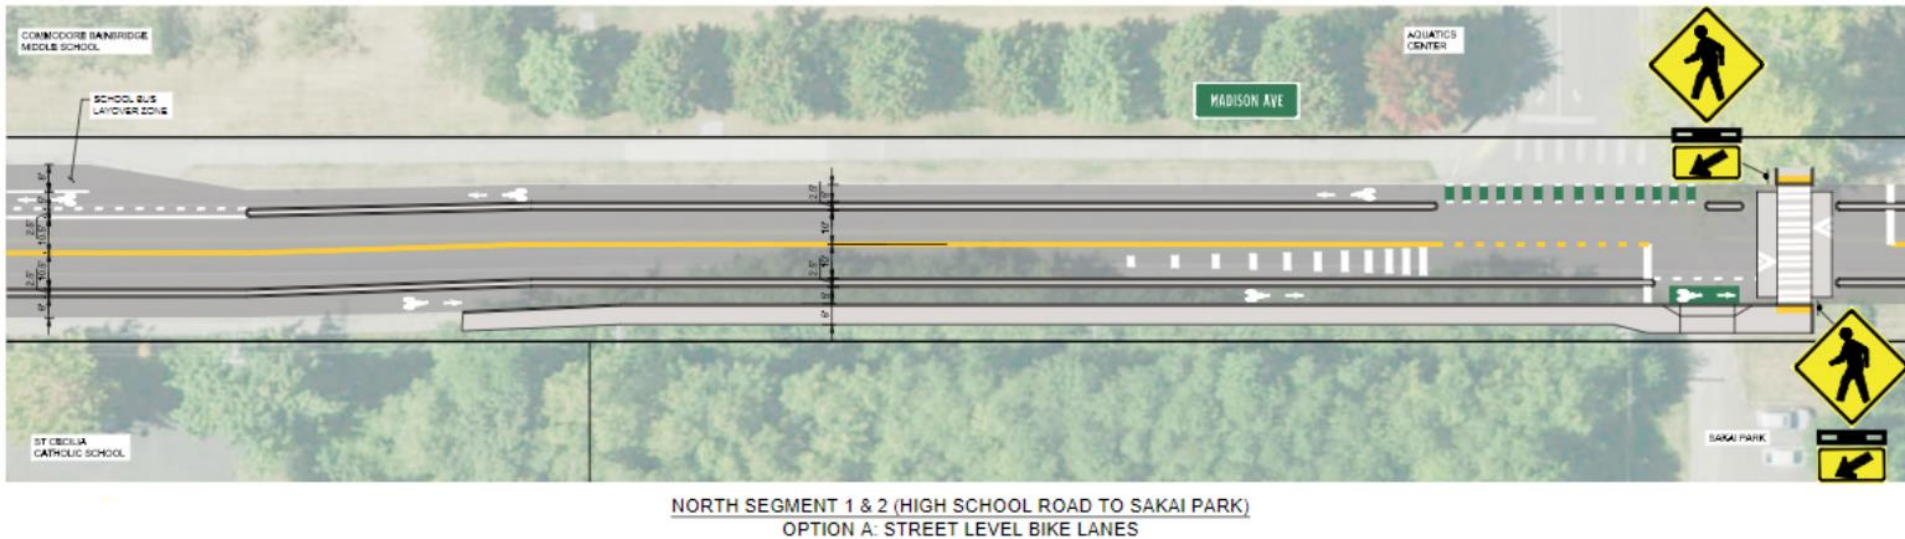 COMMODORE BAINBRIDGE
MIDDLE SCHOOL
SCHOOL BUS
LAYOVER ZONE
AQUATICS
CENTER
MADISON AVE
ST CECILIA
CATHOLIC SCHOOL
SAKAI PARK
NORTH SEGMENT 1 & 2 (HIGH SCHOOL ROAD TO SAKAI PARK)
OPTION A: STREET LEVEL BIKE LANES